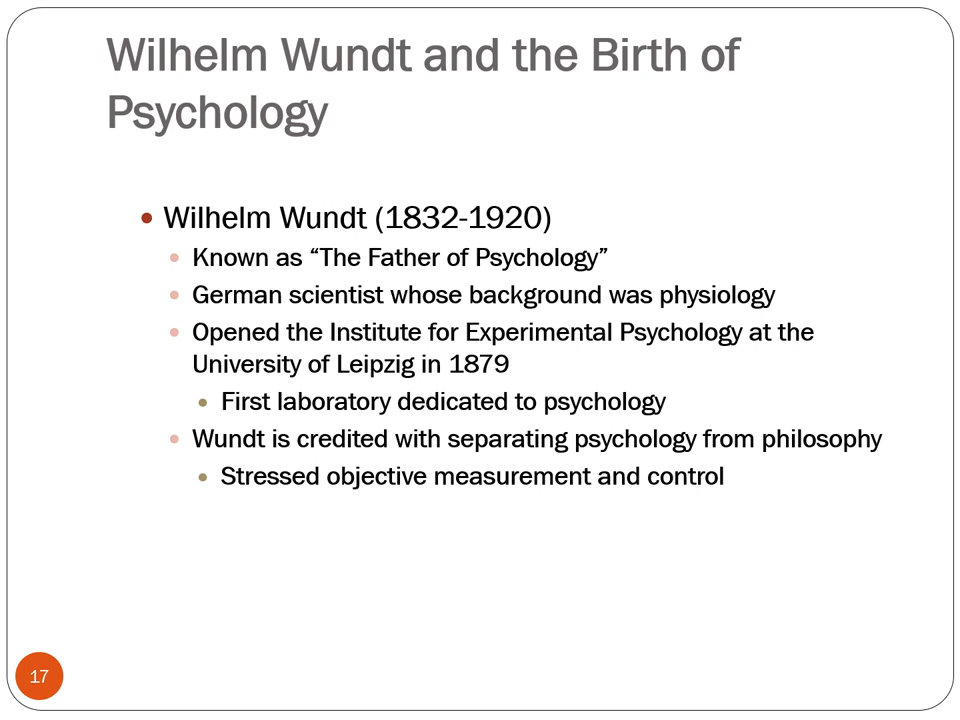 Wilhelm Wundt and the Birth of
Psychology
• Wilhelm Wundt (1832-1920)
• Known as “The Father of Psychology”
• German scientist whose background was physiology
• Opened the Institute for Experimental Psychology at the
University of Leipzig in 1879
• First laboratory dedicated to psychology
• Wundt is credited with separating psychology from philosophy
• Stressed objective measurement and control
17